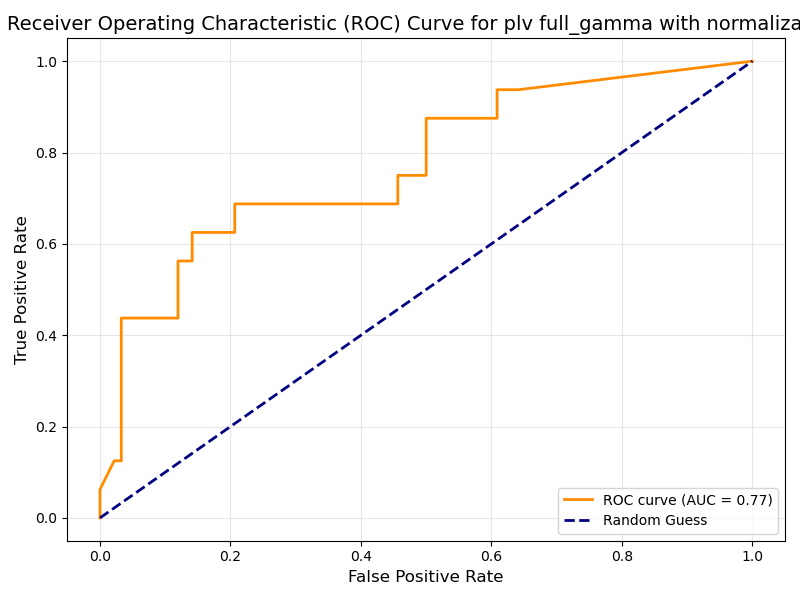 Receiver Operating Characteristic (ROC) Curve for plv full_gamma with normaliza
1.0
0.8
0.6
0.4
0.2
0.0
True Positive Rate
0.0 0.2 0.4 0.6 0.8 1.0
False Positive Rate
ROC curve (AUC = 0.77)
Random Guess